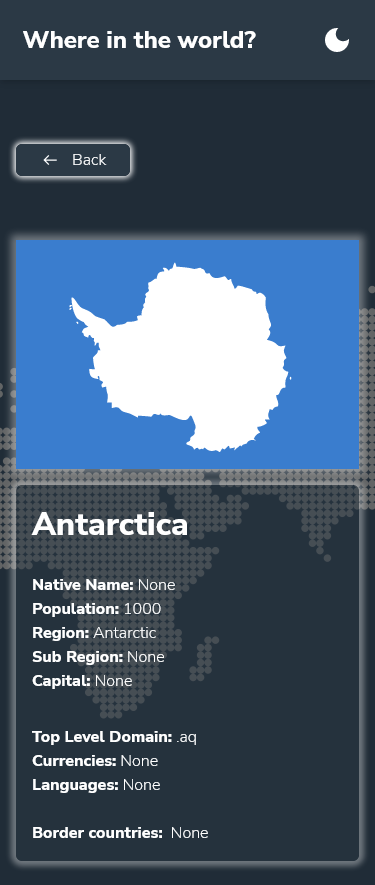 Where in the world?
Back
Antarctica
Native Name: None
Population: 1000
Region: Antarctic
Sub Region: None
Capital: None
Top Level Domain: .aq
Currencies: None
Languages: None
Border countries: None